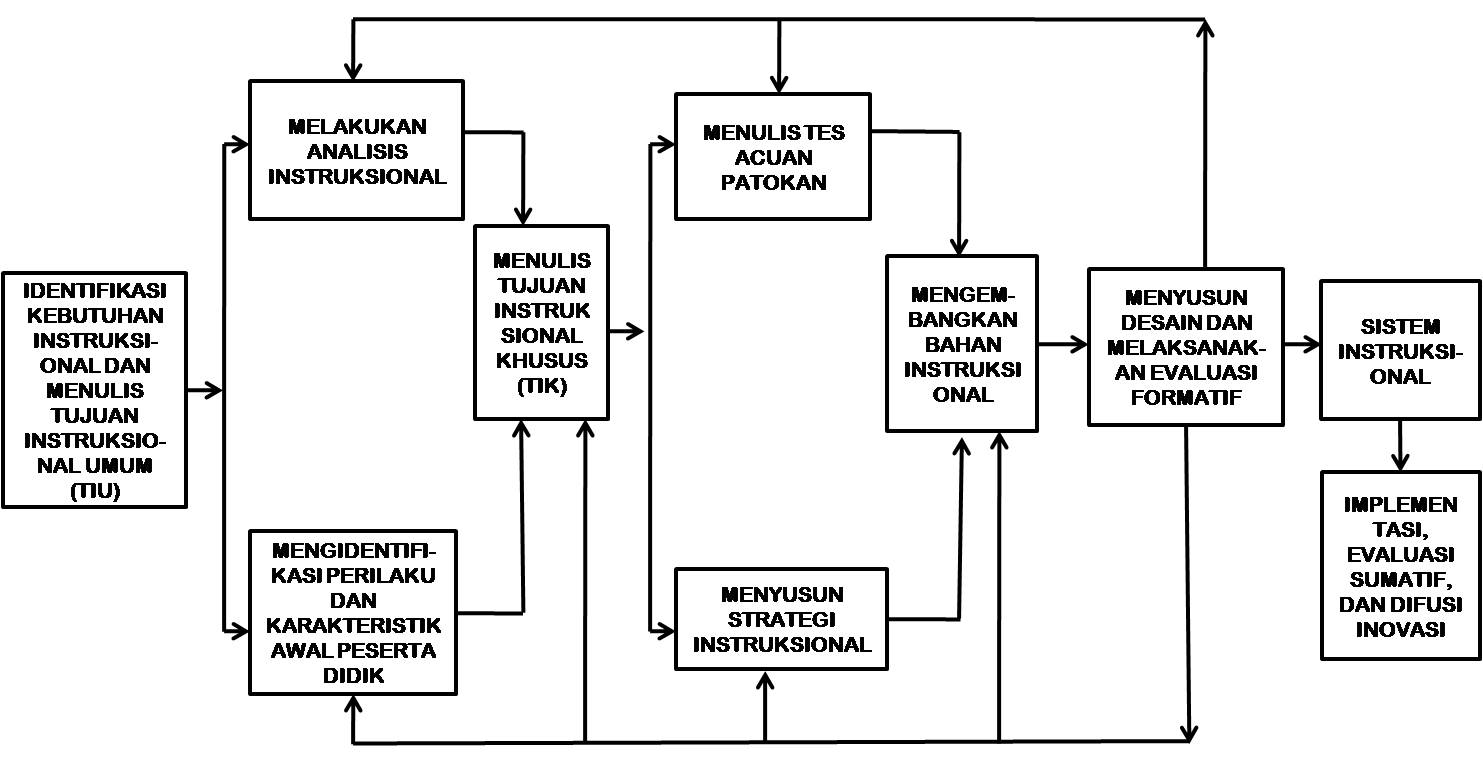 IDENTIFIKASI
KEBUTUHAN
INSTRUKSI-
ONAL DAN
MENULIS
TUJUAN
INSTRUKSIO-
NAL UMUM
(TIU)
MELAKUKAN
ANALISIS
INSTRUKSIONAL
MENGIDENTIFI-
KASI PERILAKU
DAN
KARAKTERISTIK
AWAL PESERTA
DIDIK
MENULIS
TUJUAN
INSTRUK
SIONAL
KHUSUS
(TIK)
MENULIS TES
ACUAN
PATOKAN
MENYUSUN
STRATEGI
INSTRUKSIONAL
MENGEM-
BANGKAN
BAHAN
INSTRUKSI
ONAL
MENYUSUN
DESAIN DAN
MELAKSANAK-
AN EVALUASI
FORMATIF
SISTEM
INSTRUKSI-
ONAL
IMPLEMEN
TASI,
EVALUASI
SUMATIF,
DAN DIFUSI
INOVASI